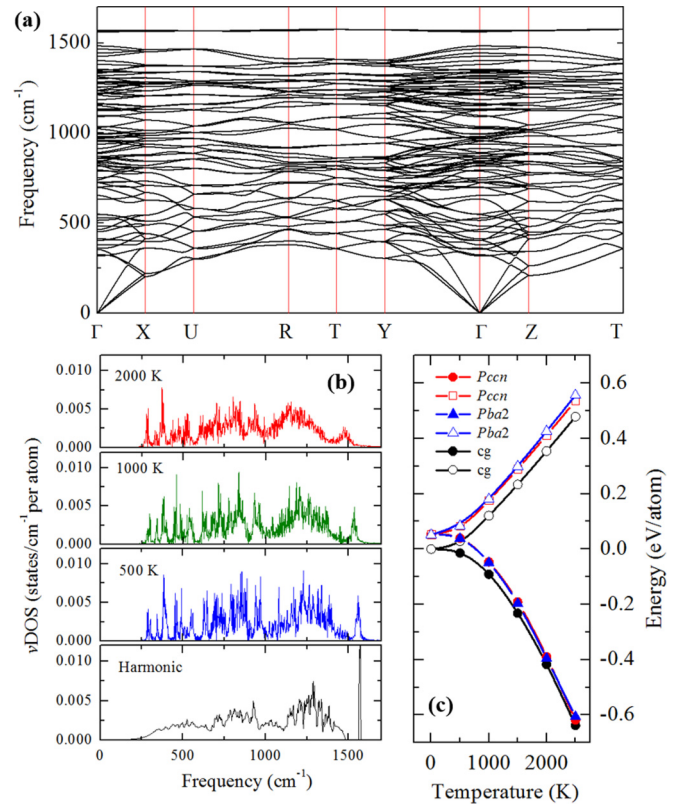 (a)
1500
1000
500
0
Frequency (cm-1)
Γ X U R T Y Γ Z T
(b)
2000 K
0.010
0.005
0.000
1000 K
0.010
0.005
0.000
500 K
0.010
0.005
0.000
Harmonic
0.010
0.005
0.000
vDOS (states/cm-1 per atom)
500 1000 1500
Frequency (cm-1)
Pccn
Pccn
Pba2
Pba2
cg
cg
(c)
0.6
0.4
0.2
0.0
-0.2
-0.4
-0.6
Energy (eV/atom)
0 1000 2000
Temperature (K)